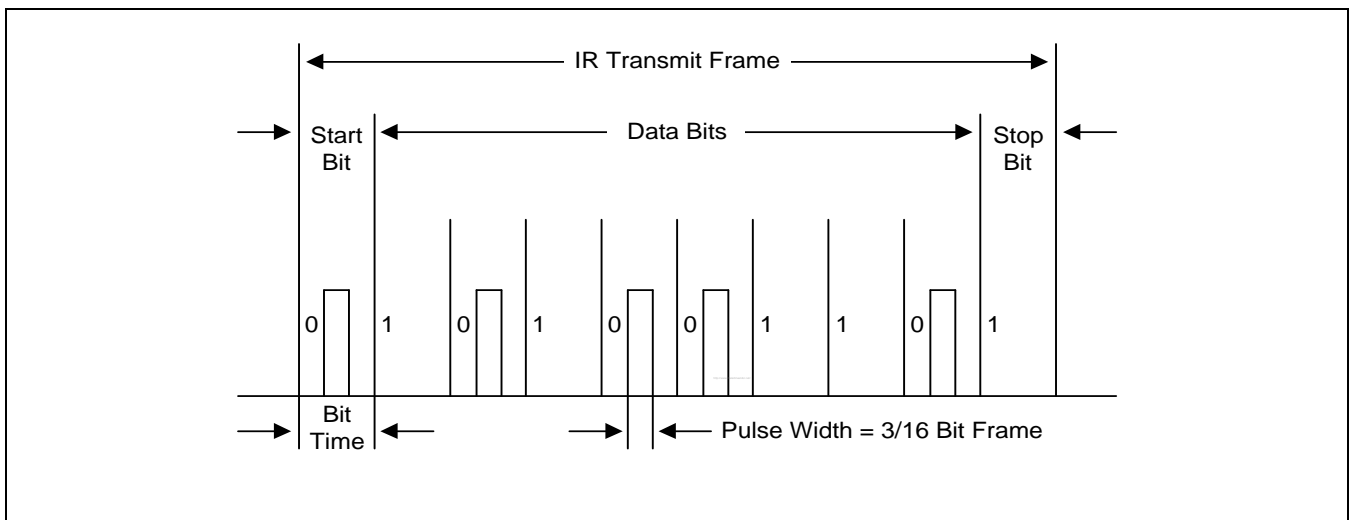 IR Transmit Frame
Start
Bit
Data Bits
Stop
Bit
0 1 0 1 0 0 1 1 0 1
Bit
Time
Pulse Width = 3/16 Bit Frame